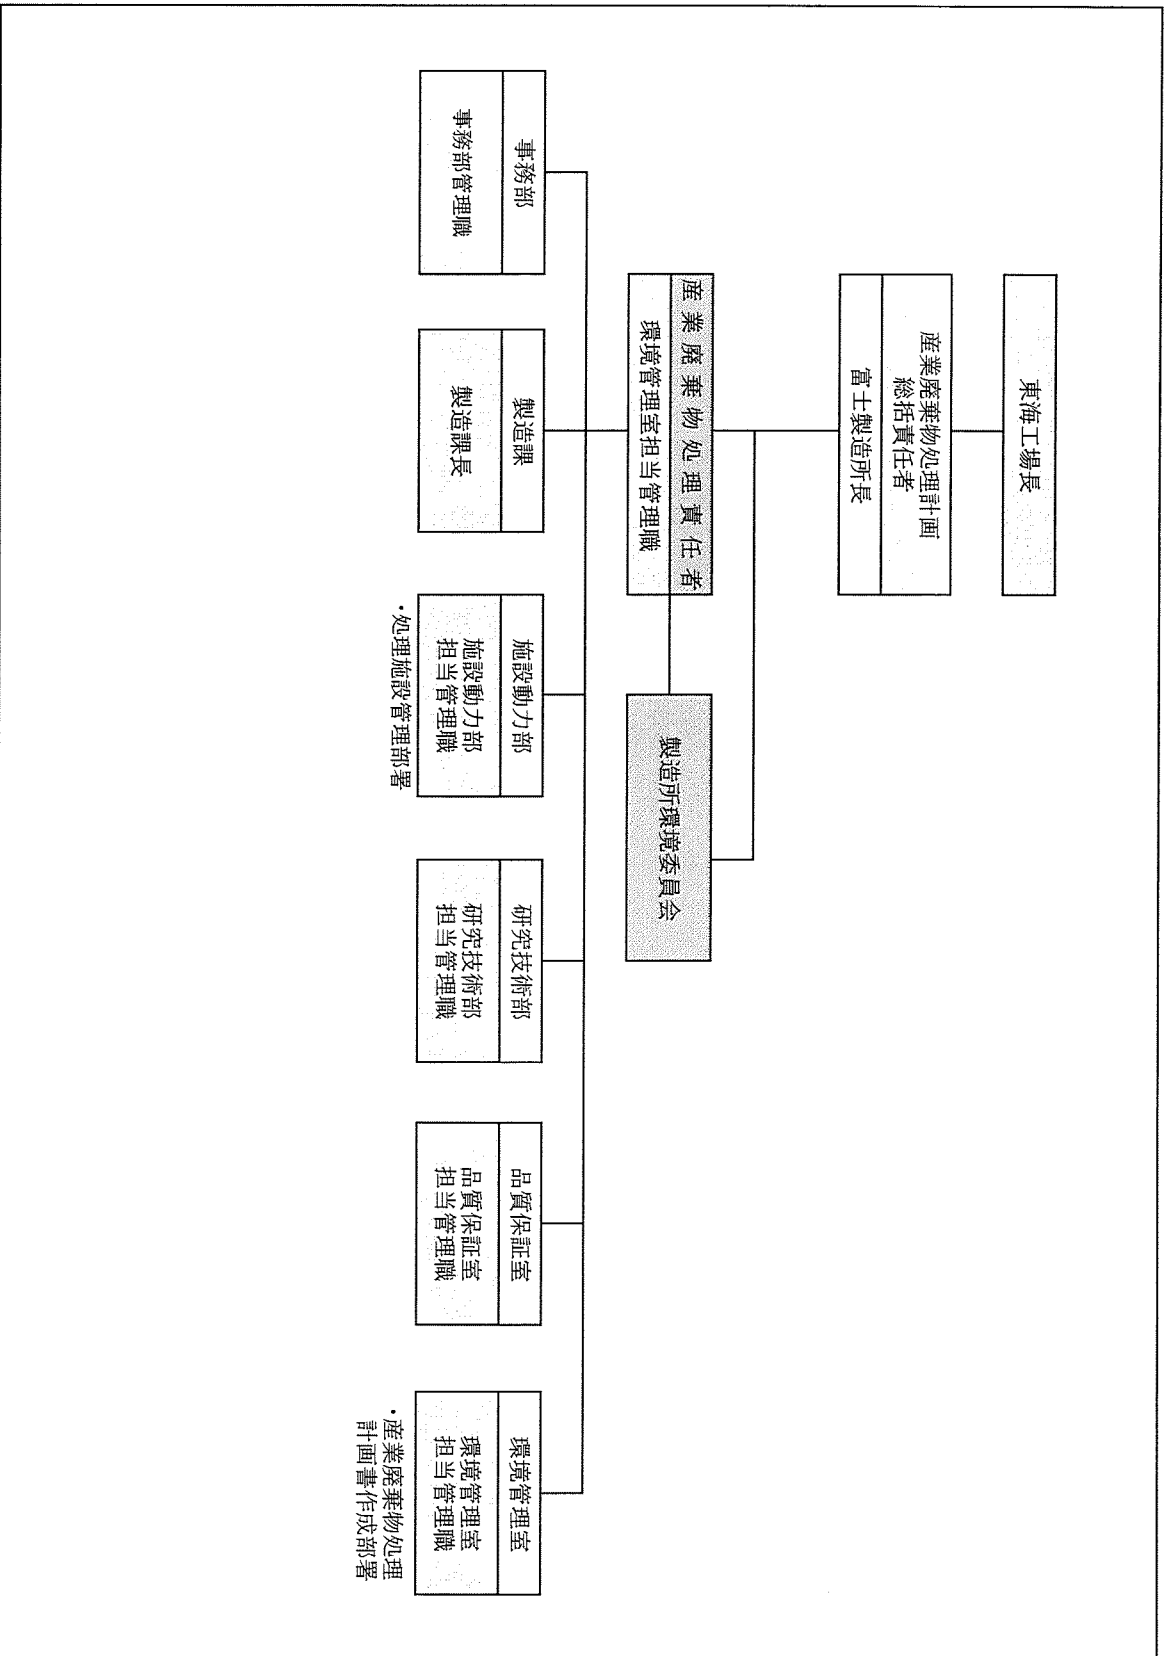 東海工場長
産業廃棄物処理計画
総括責任者
富士製造所長
産業廃棄物処理責任者
環境管理室担当管理職
製造所環境委員会
事務部
事務部管理職
製造課
製造課長
施設動力部
施設動力部
担当管理職
・処理施設管理部署
研究技術部
研究技術部
担当管理職
品質保証室
品質保証室
担当管理職
環境管理室
環境管理室
担当管理職
・産業廃棄物処理
計画書作成部署